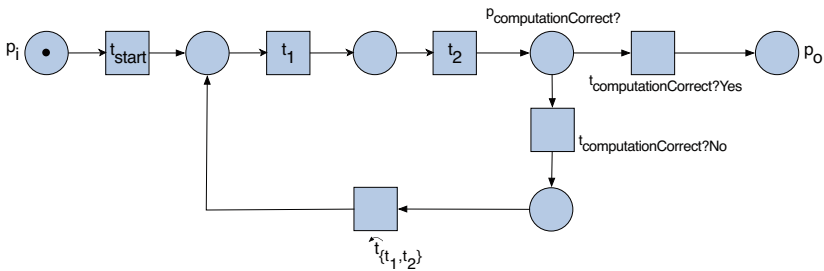 p_computationCorrect?
p_i
t_start
t_1
t_2
p_o
t_computationCorrect?Yes
t_computationCorrect?No
t_{t_1,t_2}